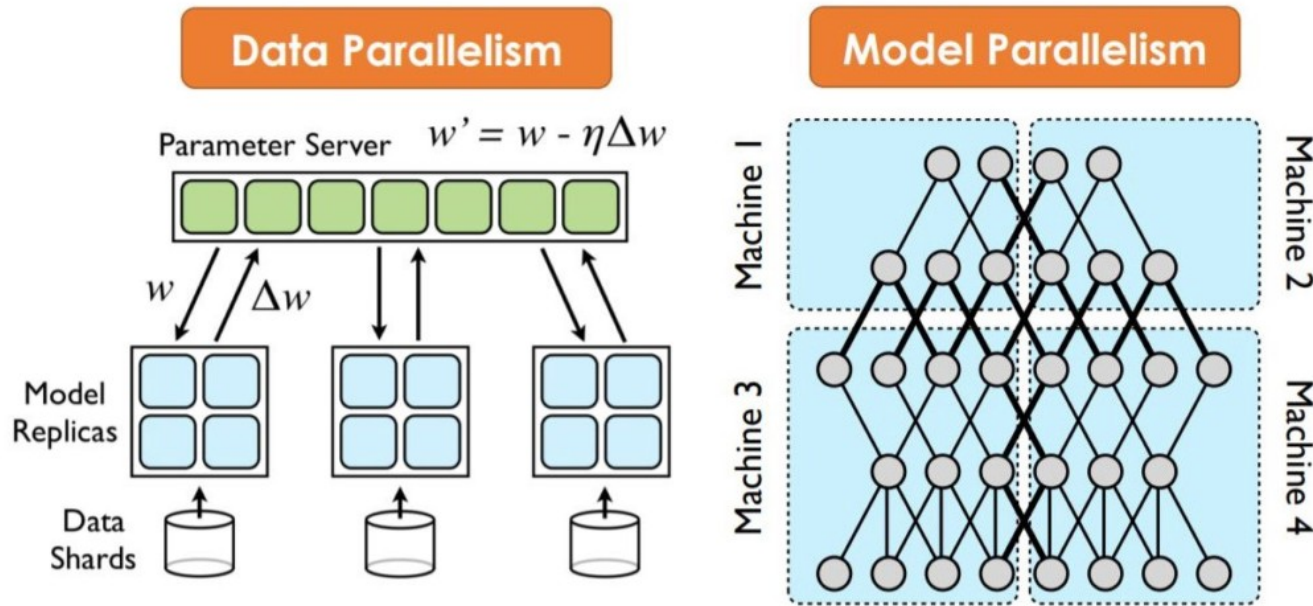 Data Parallelism
Parameter Server
w' = w - ηΔw
w
Δw
Model
Replicas
Data
Shards
Model Parallelism
Machine 1
Machine 2
Machine 3
Machine 4